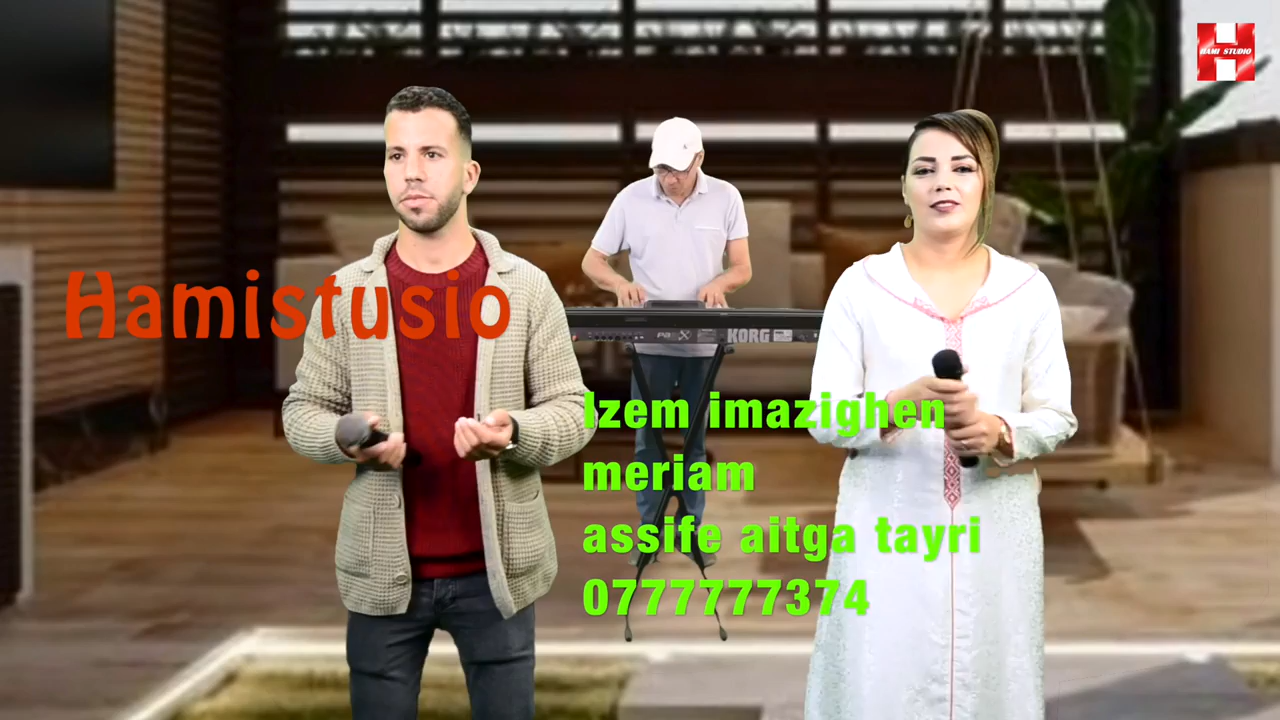 HAMI STUDIO
Hamistusio
KORG
Izem imazighen
meriam
assife aitga tayri
0777777374